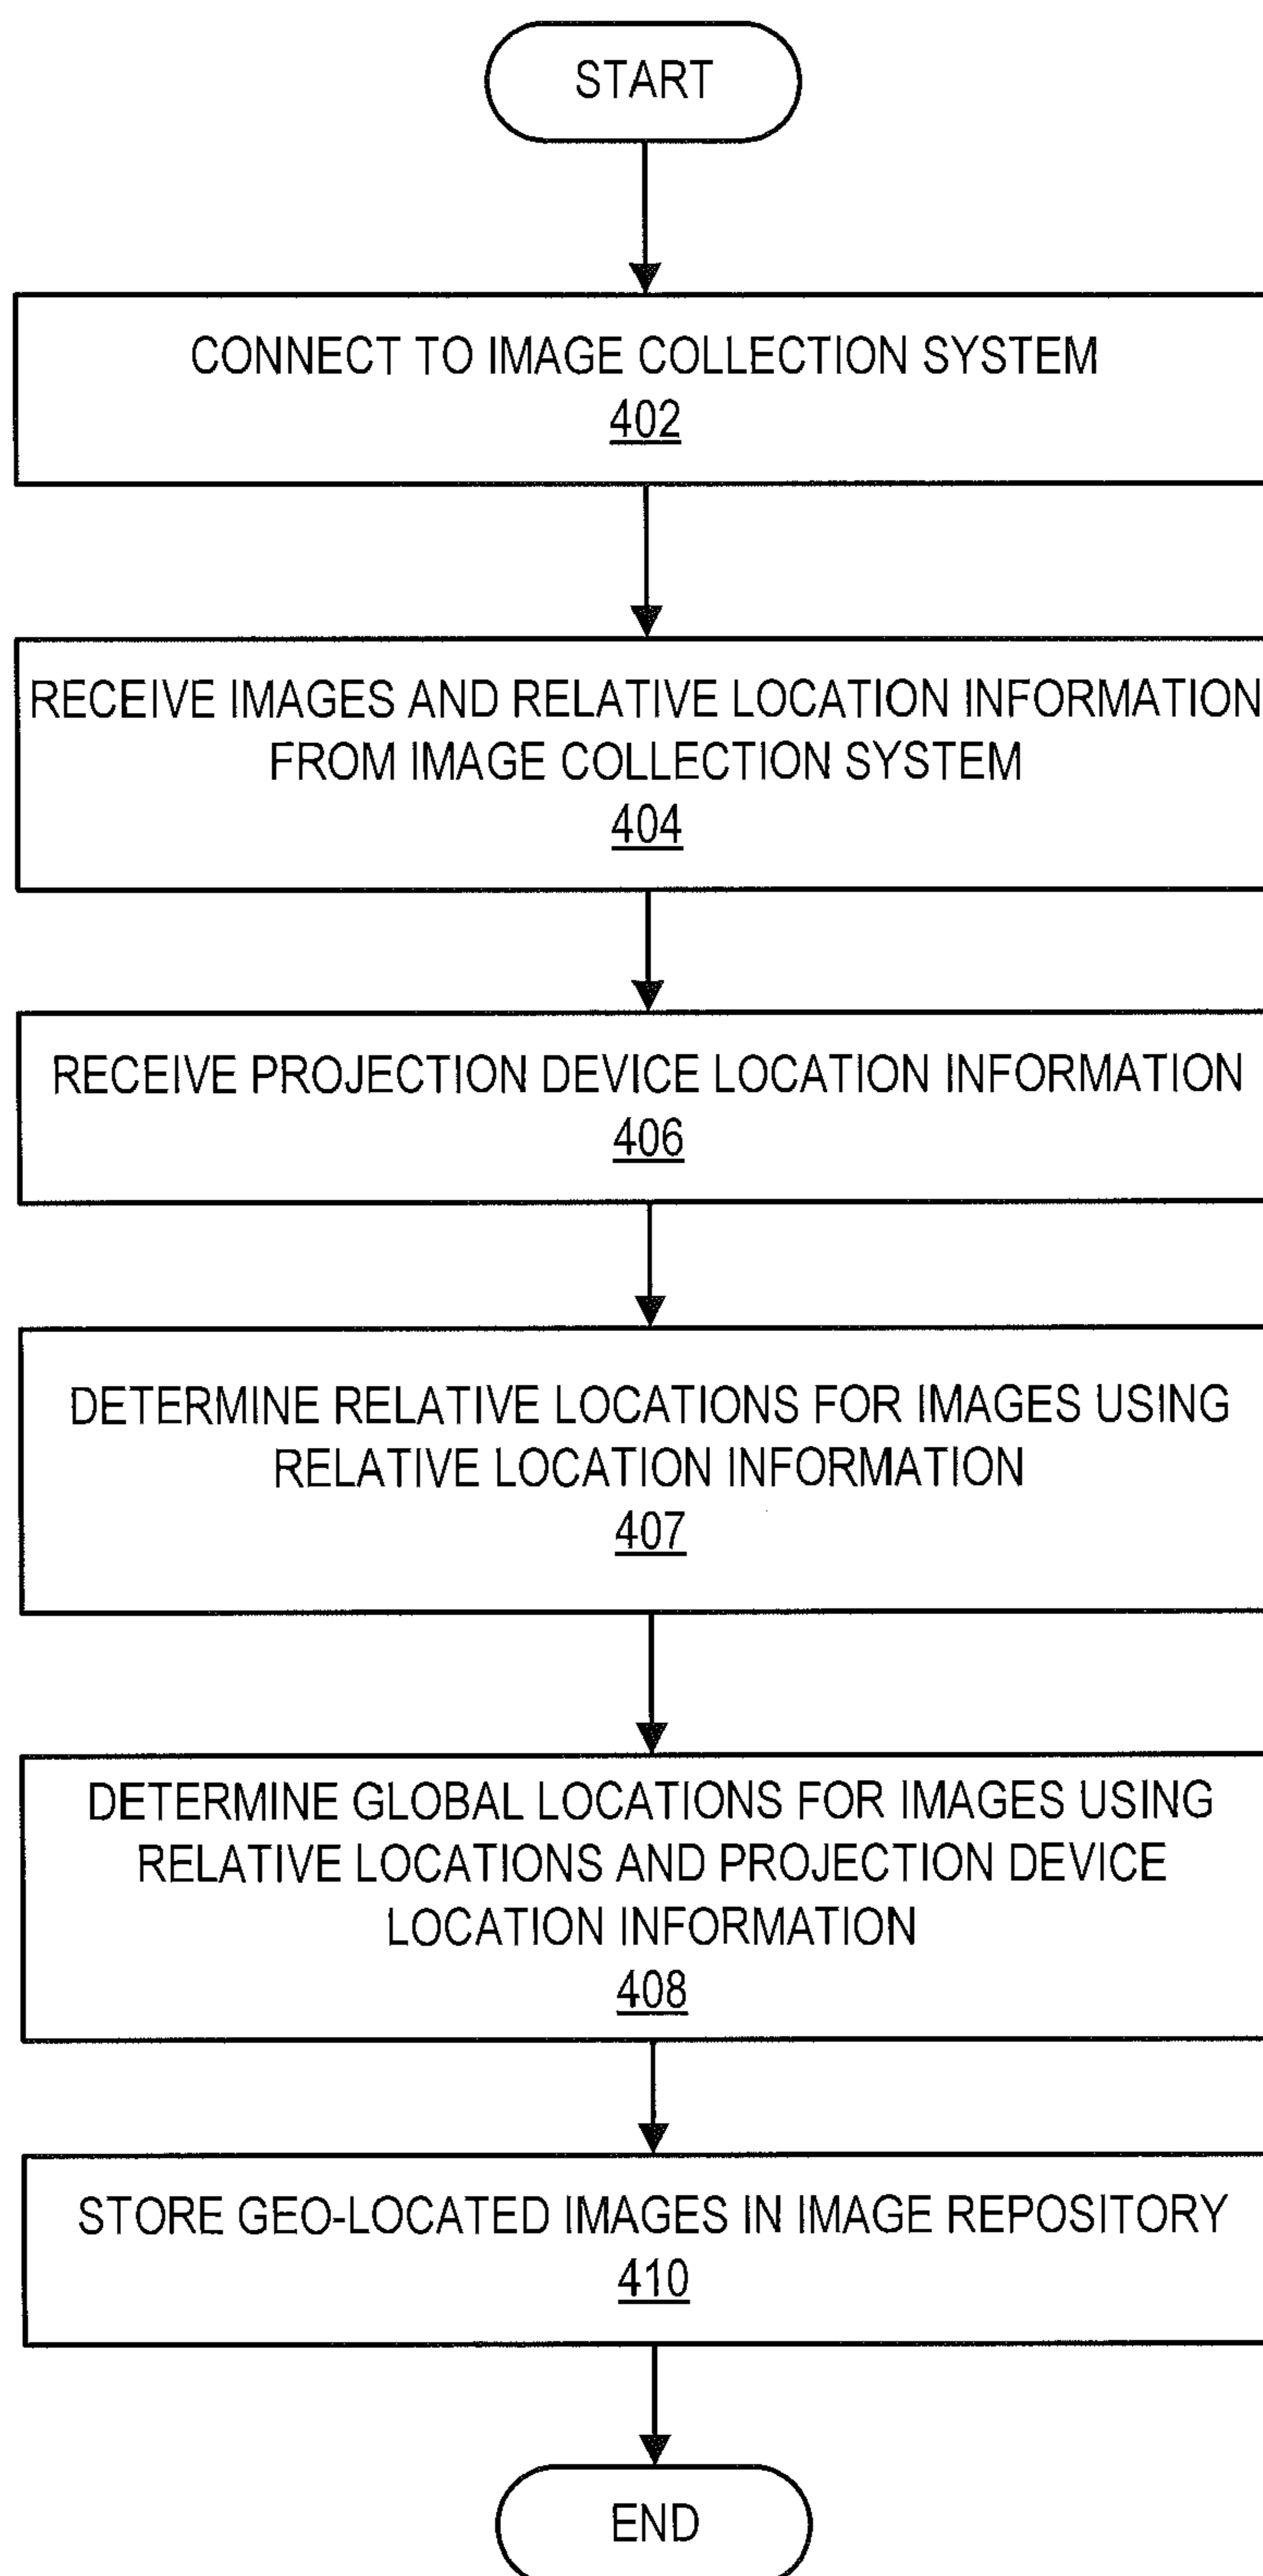 START
CONNECT TO IMAGE COLLECTION SYSTEM
402
RECEIVE IMAGES AND RELATIVE LOCATION INFORMATION
FROM IMAGE COLLECTION SYSTEM
404
RECEIVE PROJECTION DEVICE LOCATION INFORMATION
406
DETERMINE RELATIVE LOCATIONS FOR IMAGES USING
RELATIVE LOCATION INFORMATION
407
DETERMINE GLOBAL LOCATIONS FOR IMAGES USING
RELATIVE LOCATIONS AND PROJECTION DEVICE
LOCATION INFORMATION
408
STORE GEO-LOCATED IMAGES IN IMAGE REPOSITORY
410
END